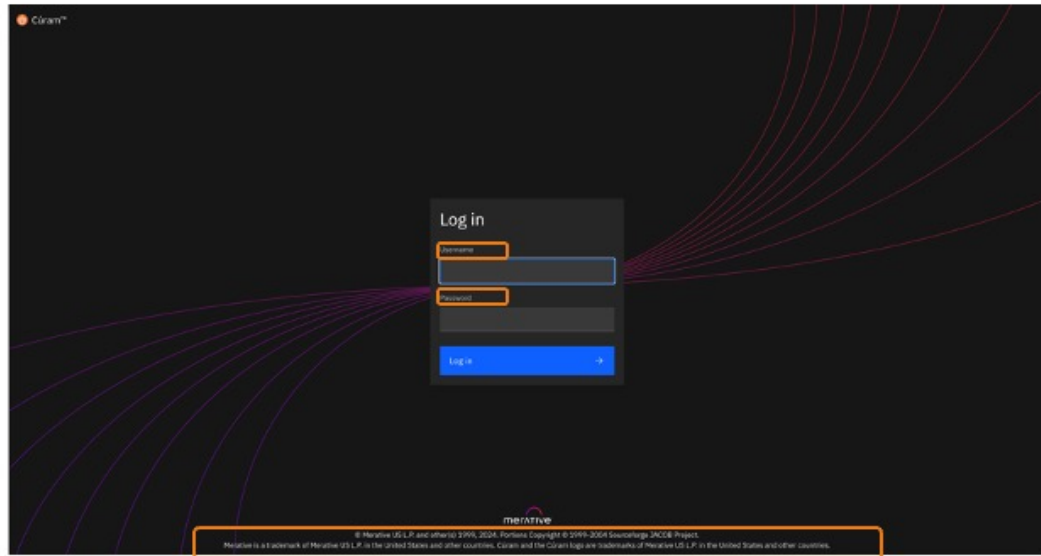 Cúram™
Log in
Username
Password
Log in
merative
© Merative US L.P. and other(s) 1999, 2024. Portions Copyright © 1999-2004 Sourceforge JACOB Project.
Merative is a trademark of Merative US L.P. in the United States and other countries. Cúram and the Cúram logo are trademarks of Merative US L.P. in the United States and other countries.